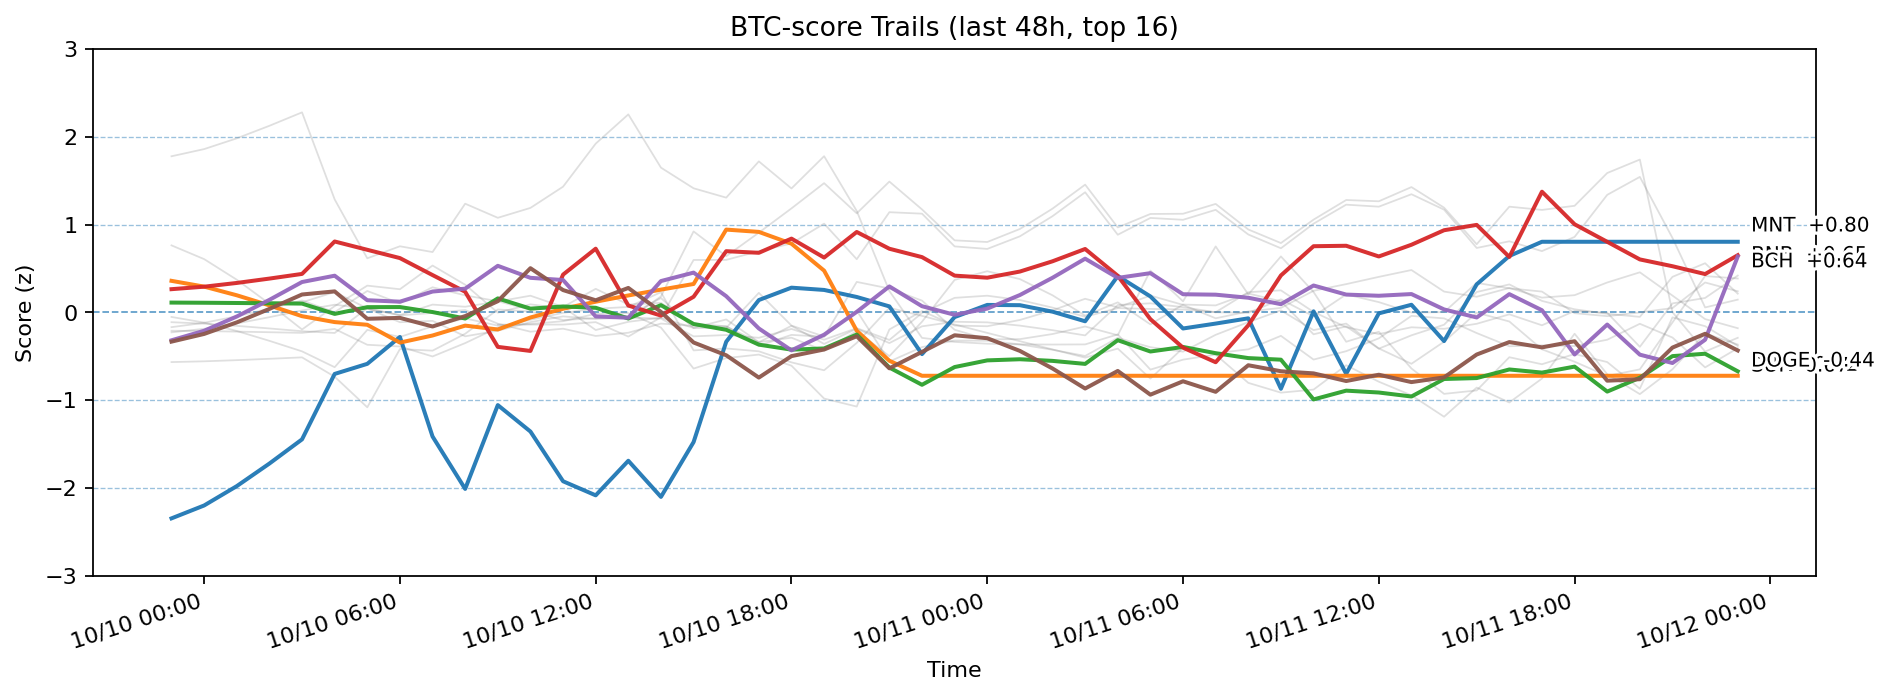 BTC-score Trails (last 48h, top 16)
Score (z)
3
2
1
0
−1
−2
−3
MNT +0.80
BCH +0.64
DOGE -0.44
10/10 00:00
10/10 06:00
10/10 12:00
10/10 18:00
10/11 00:00
10/11 06:00
10/11 12:00
10/11 18:00
10/12 00:00
Time